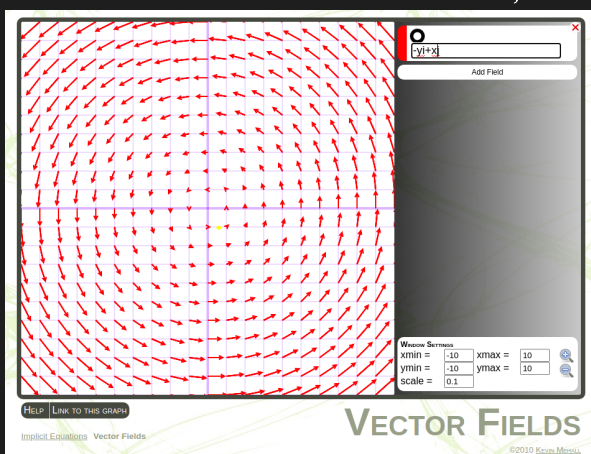 -yi+xj
Add Field
Window Settings
xmin = -10 xmax = 10
ymin = -10 ymax = 10
scale = 0.1
Help Link to this graph
Vector Fields
Implicit Equations Vector Fields
©2010 Kevin Mehall